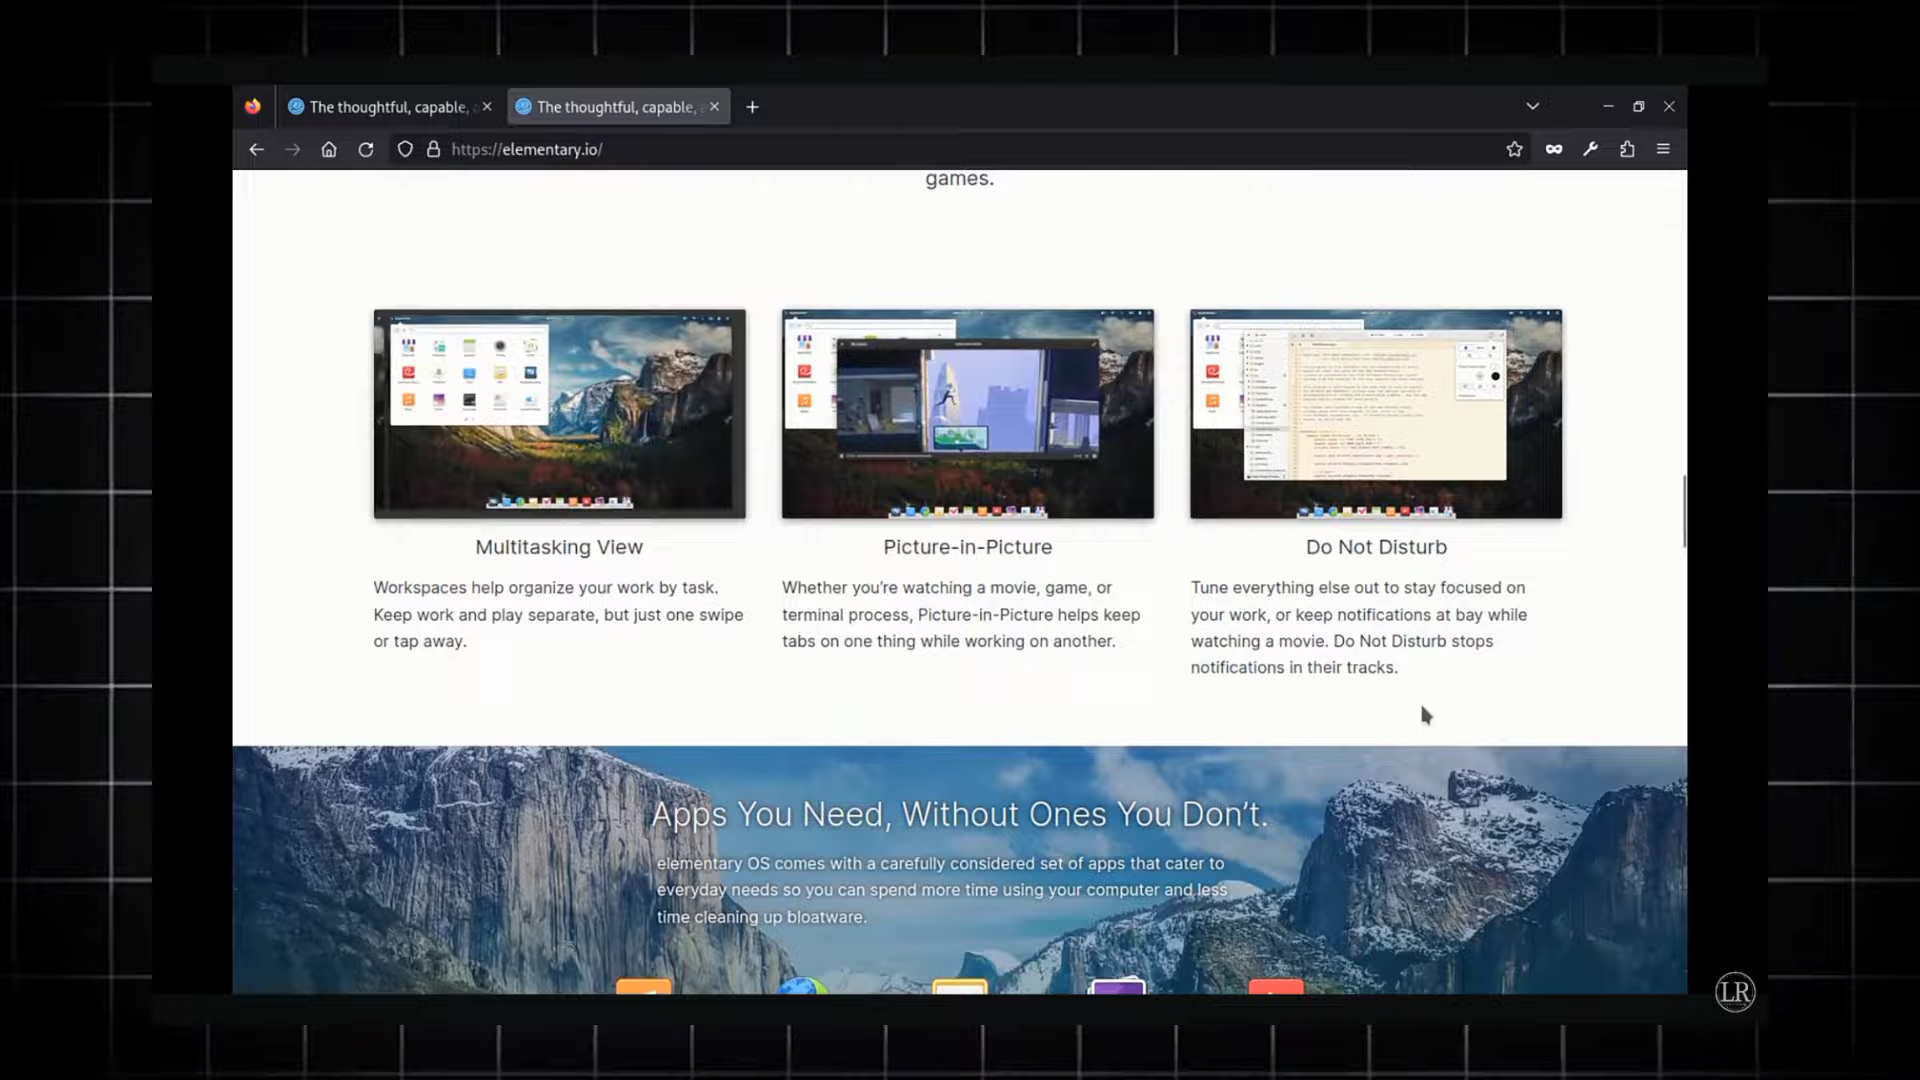 The thoughtful, capable,
The thoughtful, capable,
https://elementary.io/
games.
Multitasking View
Workspaces help organize your work by task.
Keep work and play separate, but just one swipe
or tap away.
Picture-in-Picture
Whether you’re watching a movie, game, or
terminal process, Picture-in-Picture helps keep
tabs on one thing while working on another.
Do Not Disturb
Tune everything else out to stay focused on
your work, or keep notifications at bay while
watching a movie. Do Not Disturb stops
notifications in their tracks.
Apps You Need, Without Ones You Don’t.
elementary OS comes with a carefully considered set of apps that cater to
everyday needs so you can spend more time using your computer and less
time cleaning up bloatware.
LR